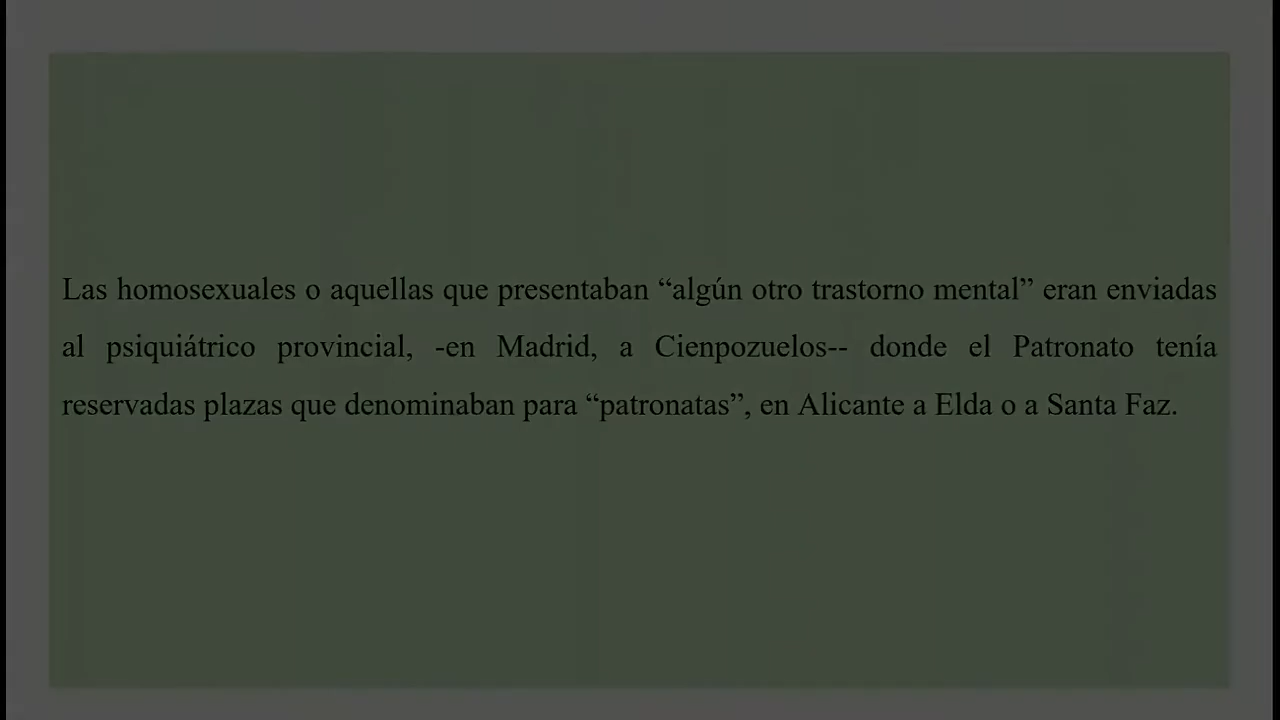 Las homosexuales o aquellas que presentaban “algún otro trastorno mental” eran enviadas
al psiquiátrico provincial, -en Madrid, a Cienpozuelos-- donde el Patronato tenía
reservadas plazas que denominaban para “patronatas”, en Alicante a Elda o a Santa Faz.